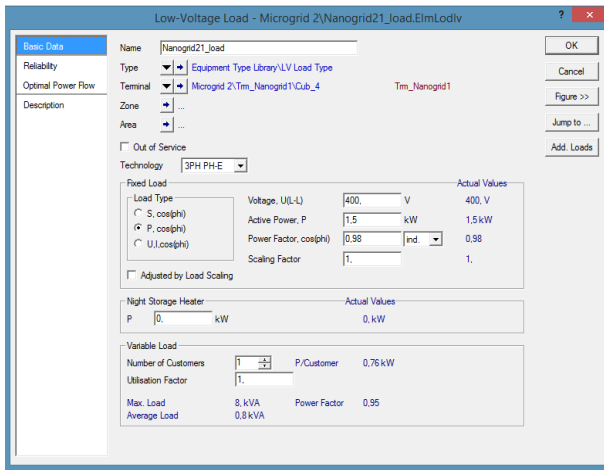 Low-Voltage Load - Microgrid 2\Nanogrid21_load.ElmLodlv
? x
Basic Data
Reliability
Optimal Power Flow
Description
Name Nanogrid21_load
Type Equipment Type Library\LV Load Type
Terminal Microgrid 2\Trm_Nanogrid1\Cub_4 Trm_Nanogrid1
Zone ...
Area ...
Out of Service
Technology 3PH PH-E
Fixed Load Actual Values
Load Type
S, cos(phi)
P, cos(phi)
U,I,cos(phi)
Voltage, U(L-L) 400, V 400, V
Active Power, P 1,5 kW 1,5 kW
Power Factor, cos(phi) 0,98 ind. 0,98
Scaling Factor 1, 1,
Adjusted by Load Scaling
Night Storage Heater Actual Values
P 0, kW 0, kW
Variable Load
Number of Customers 1 P/Customer 0,76 kW
Utilisation Factor 1,
Max. Load 8, kVA Power Factor 0,95
Average Load 0,8 kVA
OK
Cancel
Figure >>
Jump to ...
Add. Loads